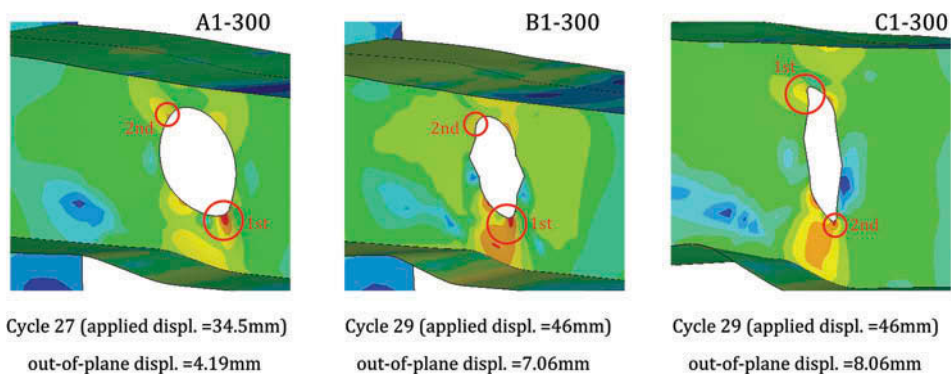 A1-300
B1-300
C1-300
2nd
1st
2nd
1st
1st
2nd
Cycle 27 (applied displ. =34.5mm)
out-of-plane displ. =4.19mm
Cycle 29 (applied displ. =46mm)
out-of-plane displ. =7.06mm
Cycle 29 (applied displ. =46mm)
out-of-plane displ. =8.06mm